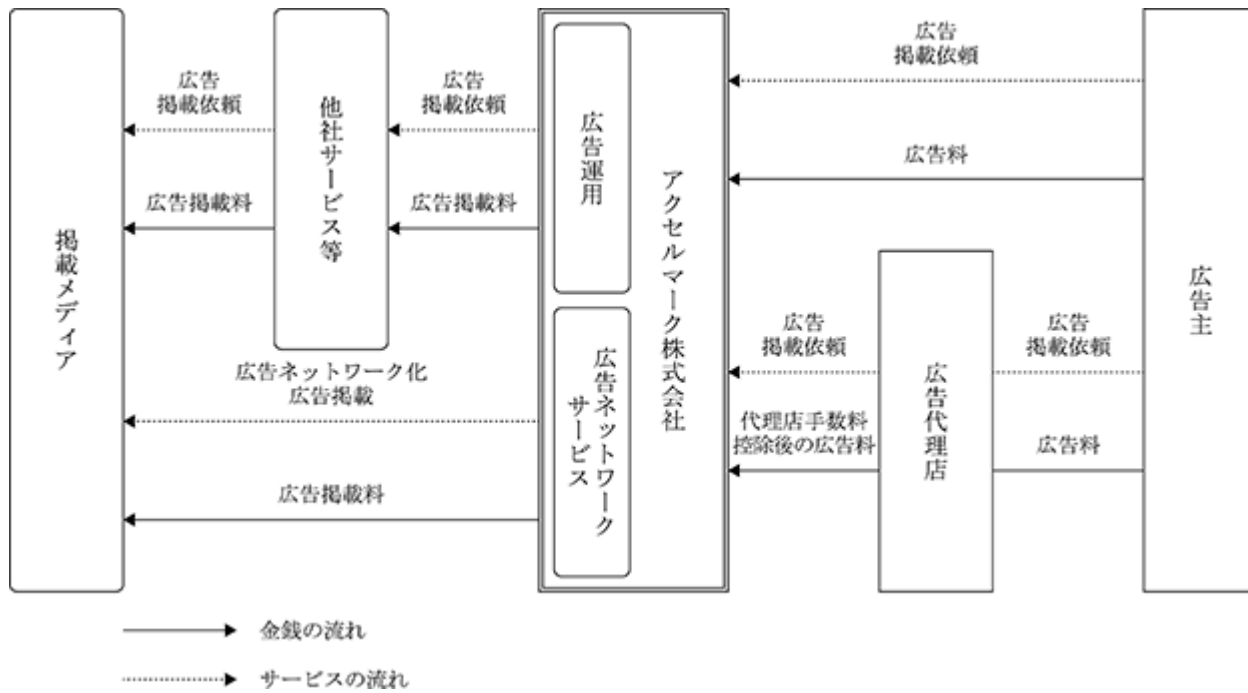 掲載メディア
広告
掲載依頼
広告掲載料
他社サービス等
広告
掲載依頼
広告掲載料
広告ネットワーク化
広告掲載
広告掲載料
広告運用
広告ネットワーク
サービス
アクセルマーク株式会社
広告
掲載依頼
広告料
広告
掲載依頼
代理店手数料
控除後の広告料
広告代理店
広告
掲載依頼
広告料
広告主
金銭の流れ
サービスの流れ